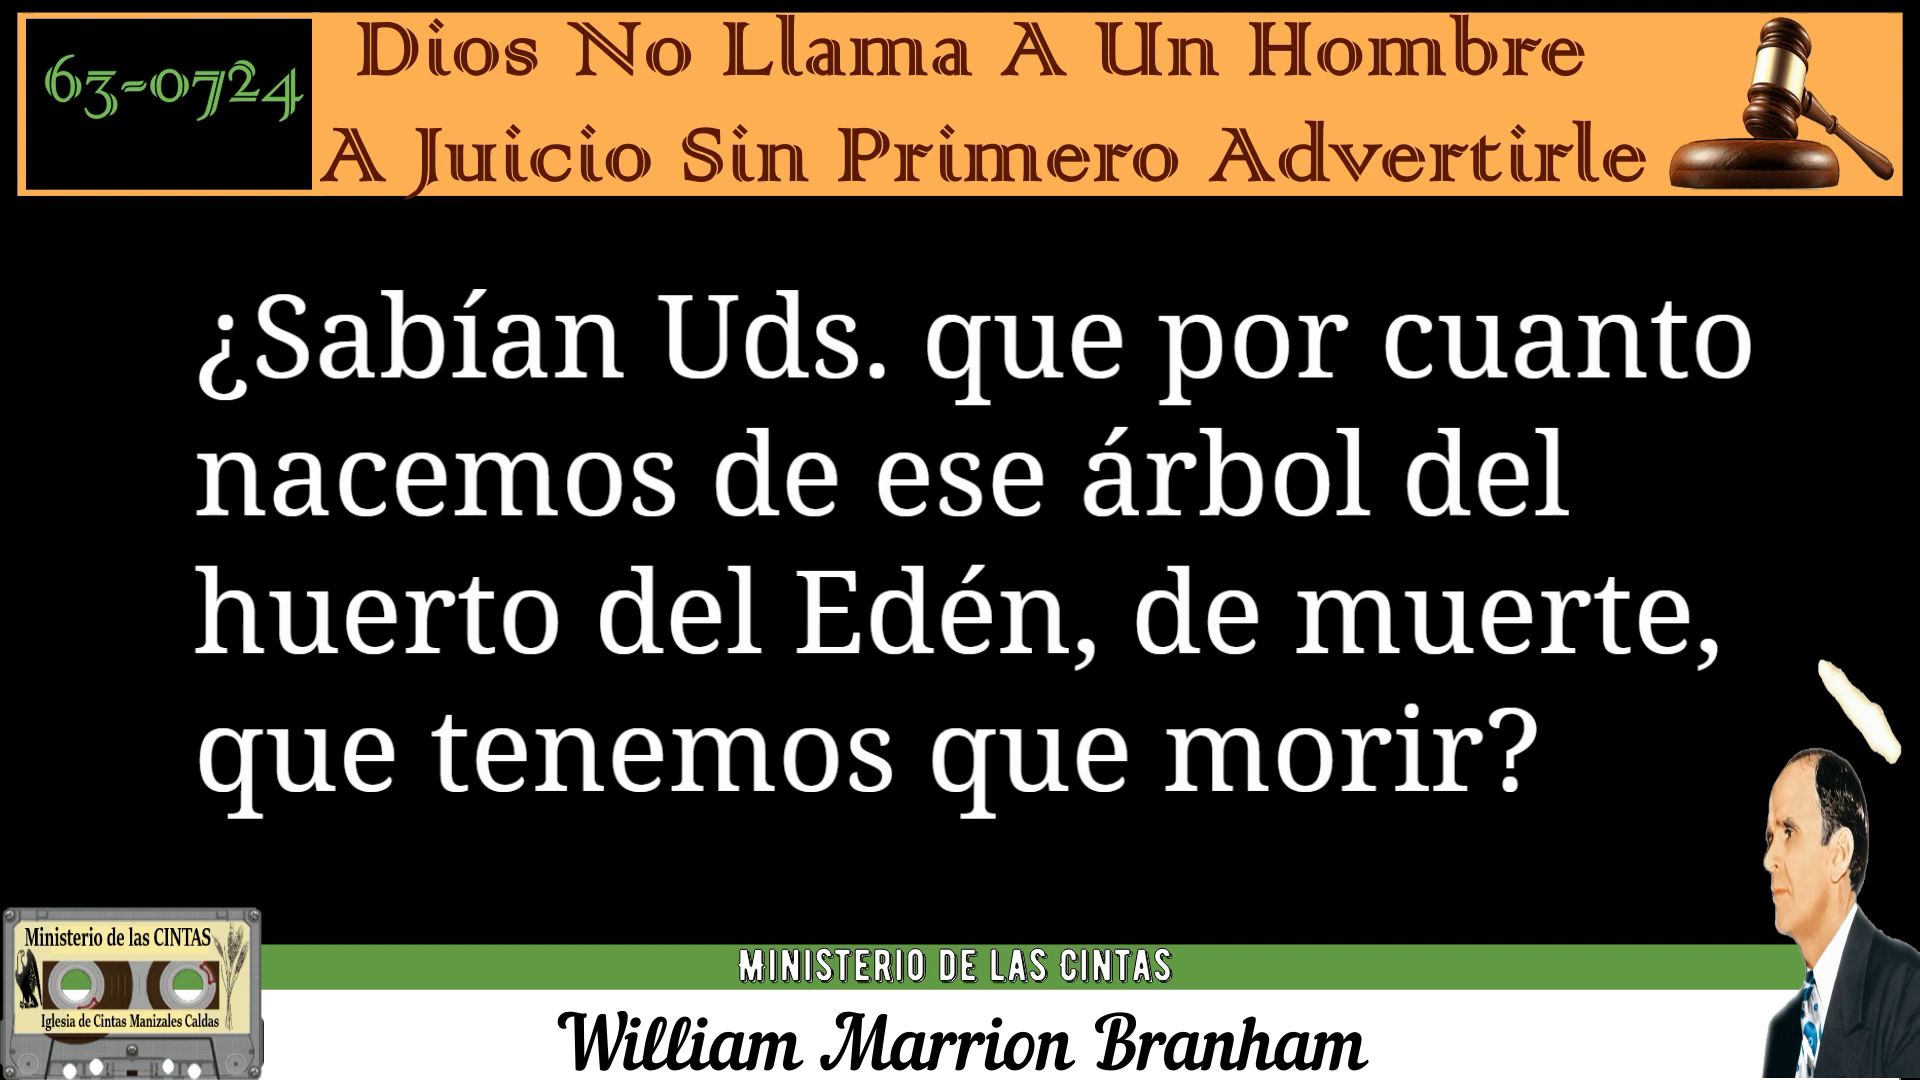 63-0724
Dios No Llama A Un Hombre
A Juicio Sin Primero Advertirle
¿Sabían Uds. que por cuanto
nacemos de ese árbol del
huerto del Edén, de muerte,
que tenemos que morir?
Ministerio de las CINTAS
Iglesia de Cintas Manizales Caldas
MINISTERIO DE LAS CINTAS
William Marrion Branham